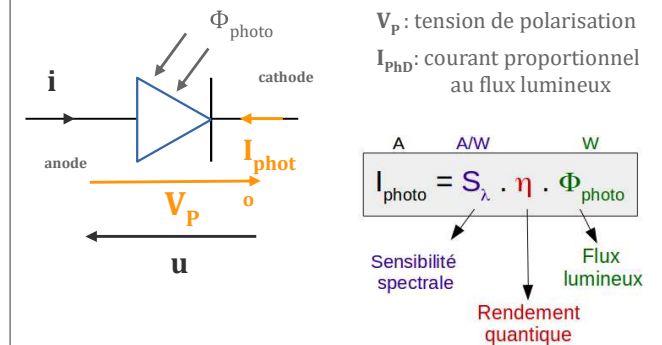 Φphoto
i
cathode
anode
Iphot
o
VP
u
VP : tension de polarisation
IPhD : courant proportionnel
au flux lumineux
A A/W W
Iphoto = Sλ . η . Φphoto
Sensibilité
spectrale
Flux
lumineux
Rendement
quantique